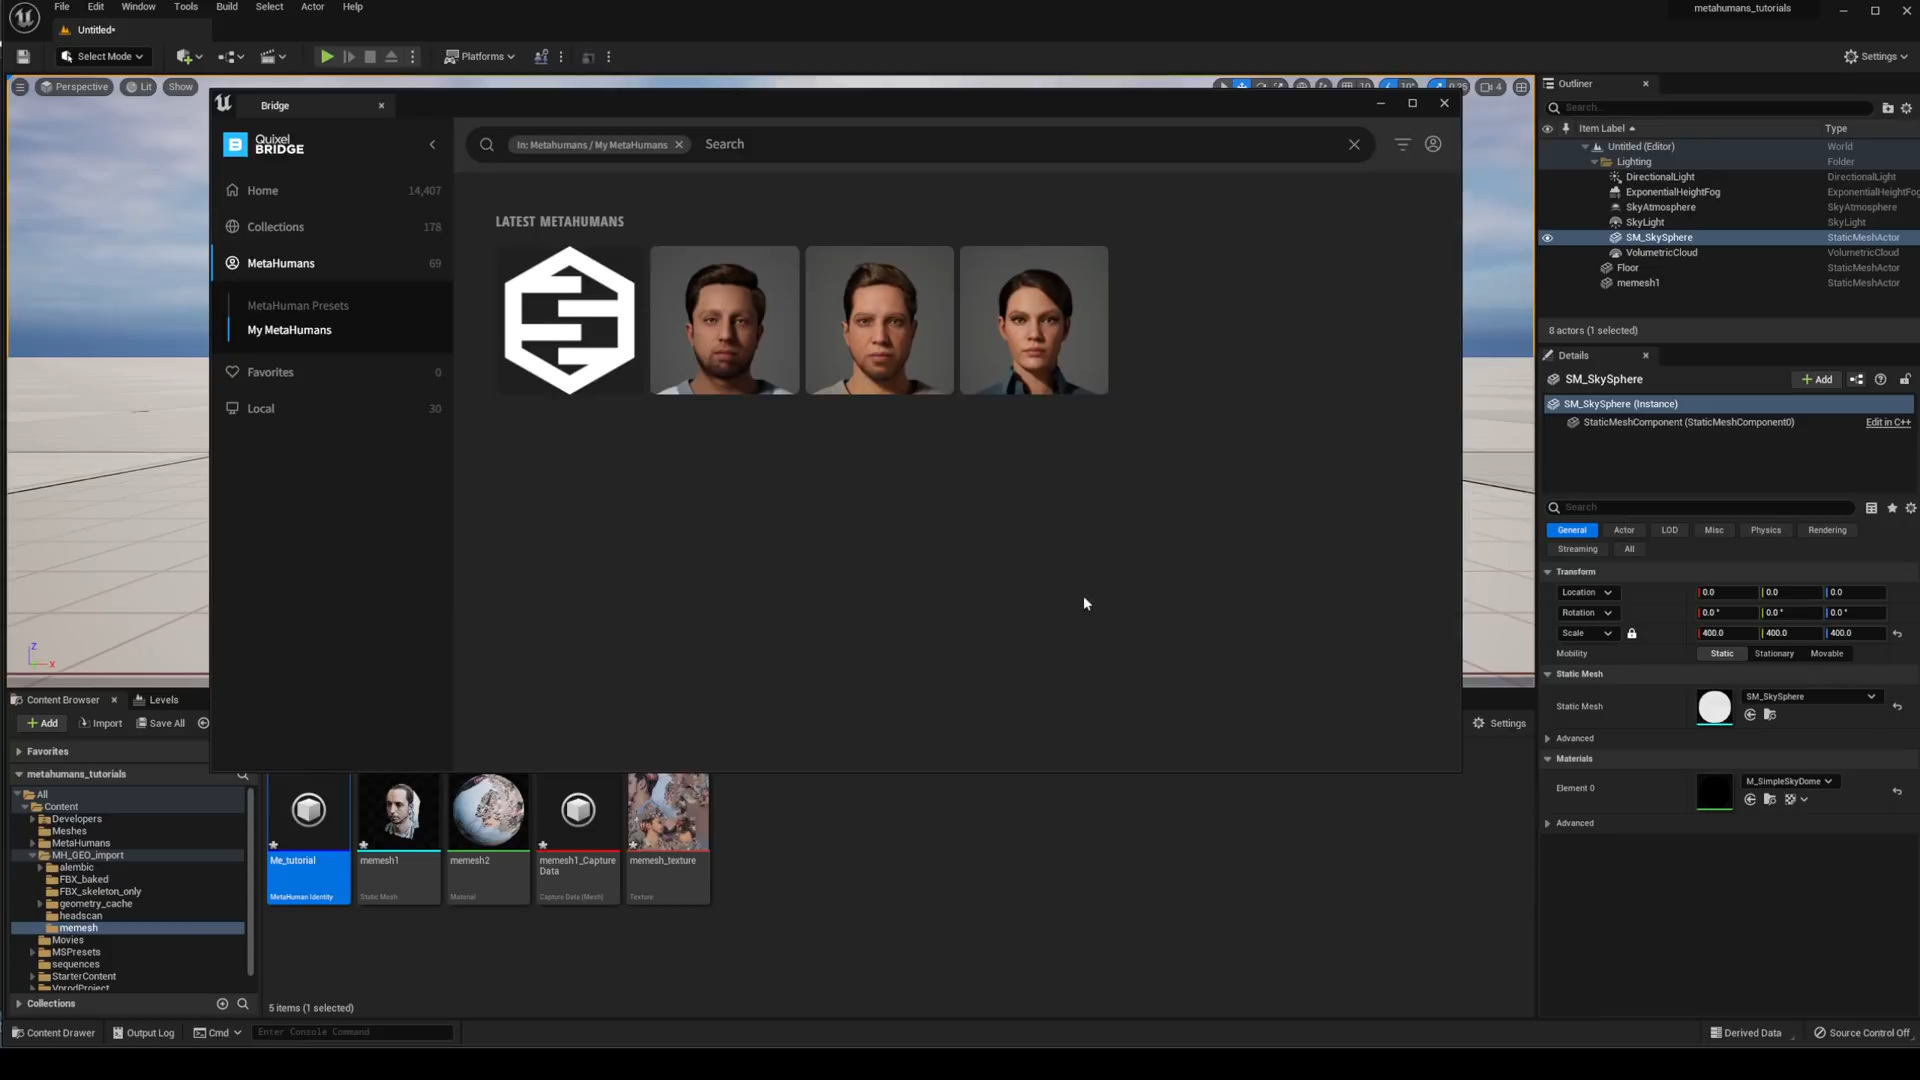 File Edit Window Tools Build Select Actor Help
metahumans_tutorials
Untitled•
Select Mode
Platforms
Settings
Perspective Lit Show
10 10° 0.25 4
Bridge
Quixel
BRIDGE
In: Metahumans / My MetaHumans
Search
Home 14,407
Collections 178
MetaHumans 69
MetaHuman Presets
My MetaHumans
Favorites 0
Local 30
LATEST METAHUMANS
Outliner
Search...
Item Label Type
Untitled (Editor) World
Lighting Folder
DirectionalLight DirectionalLight
ExponentialHeightFog ExponentialHeightFog
SkyAtmosphere SkyAtmosphere
SkyLight SkyLight
SM_SkySphere StaticMeshActor
VolumetricCloud VolumetricCloud
Floor StaticMeshActor
memesh1 StaticMeshActor
8 actors (1 selected)
Details
SM_SkySphere
Add
SM_SkySphere (Instance)
StaticMeshComponent (StaticMeshComponent0) Edit in C++
Search
General Actor LOD Misc Physics Rendering
Streaming All
Transform
Location 0.0 0.0 0.0
Rotation 0.0 ° 0.0 ° 0.0 °
Scale 400.0 400.0 400.0
Mobility Static Stationary Movable
Static Mesh
Static Mesh SM_SkySphere
Advanced
Materials
Element 0 M_SimpleSkyDome
Advanced
Z
X
Content Browser Levels
Add Import Save All
Settings
Favorites
metahumans_tutorials
All
Content
Developers
Meshes
MetaHumans
MH_GEO_import
alembic
FBX_baked
FBX_skeleton_only
geometry_cache
headscan
memesh
Movies
MSPresets
sequences
StarterContent
VprodProject
Collections
Me_tutorial
MetaHuman Identity
memesh1
Static Mesh
memesh2
Material
memesh1_Capture
Data
Capture Data (Mesh)
memesh_texture
Texture
5 items (1 selected)
Content Drawer Output Log Cmd Enter Console Command
Derived Data Source Control Off